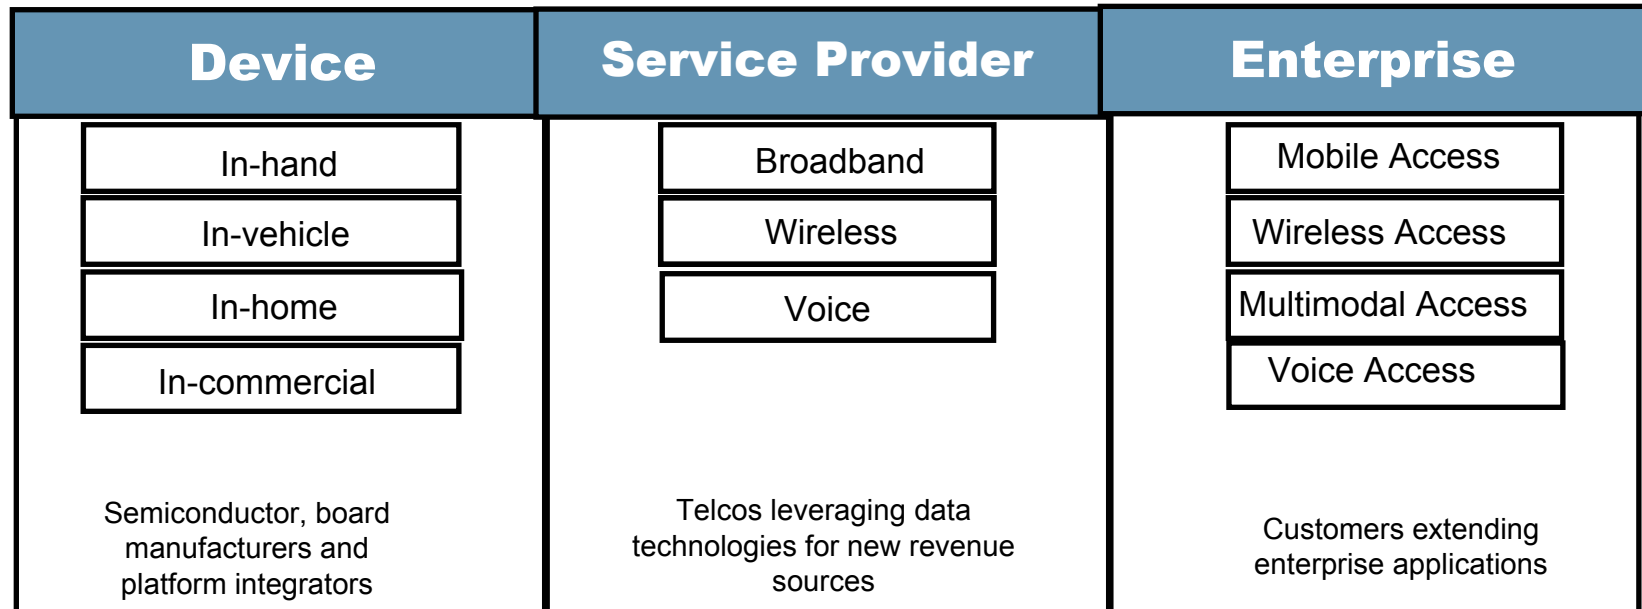 Device
Service Provider
Enterprise
In-hand
In-vehicle
In-home
In-commercial
Semiconductor, board
manufacturers and
platform integrators
Broadband
Wireless
Voice
Telcos leveraging data
technologies for new revenue
sources
Mobile Access
Wireless Access
Multimodal Access
Voice Access
Customers extending
enterprise applications